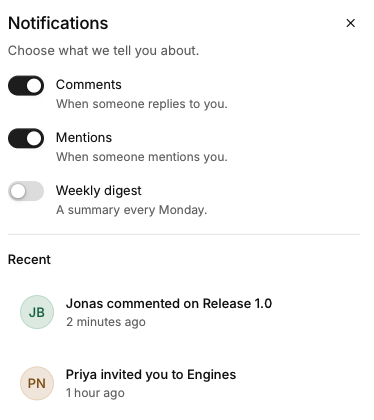 Notifications
Choose what we tell you about.
Comments
When someone replies to you.
Mentions
When someone mentions you.
Weekly digest
A summary every Monday.
Recent
JB
Jonas commented on Release 1.0
2 minutes ago
PN
Priya invited you to Engines
1 hour ago